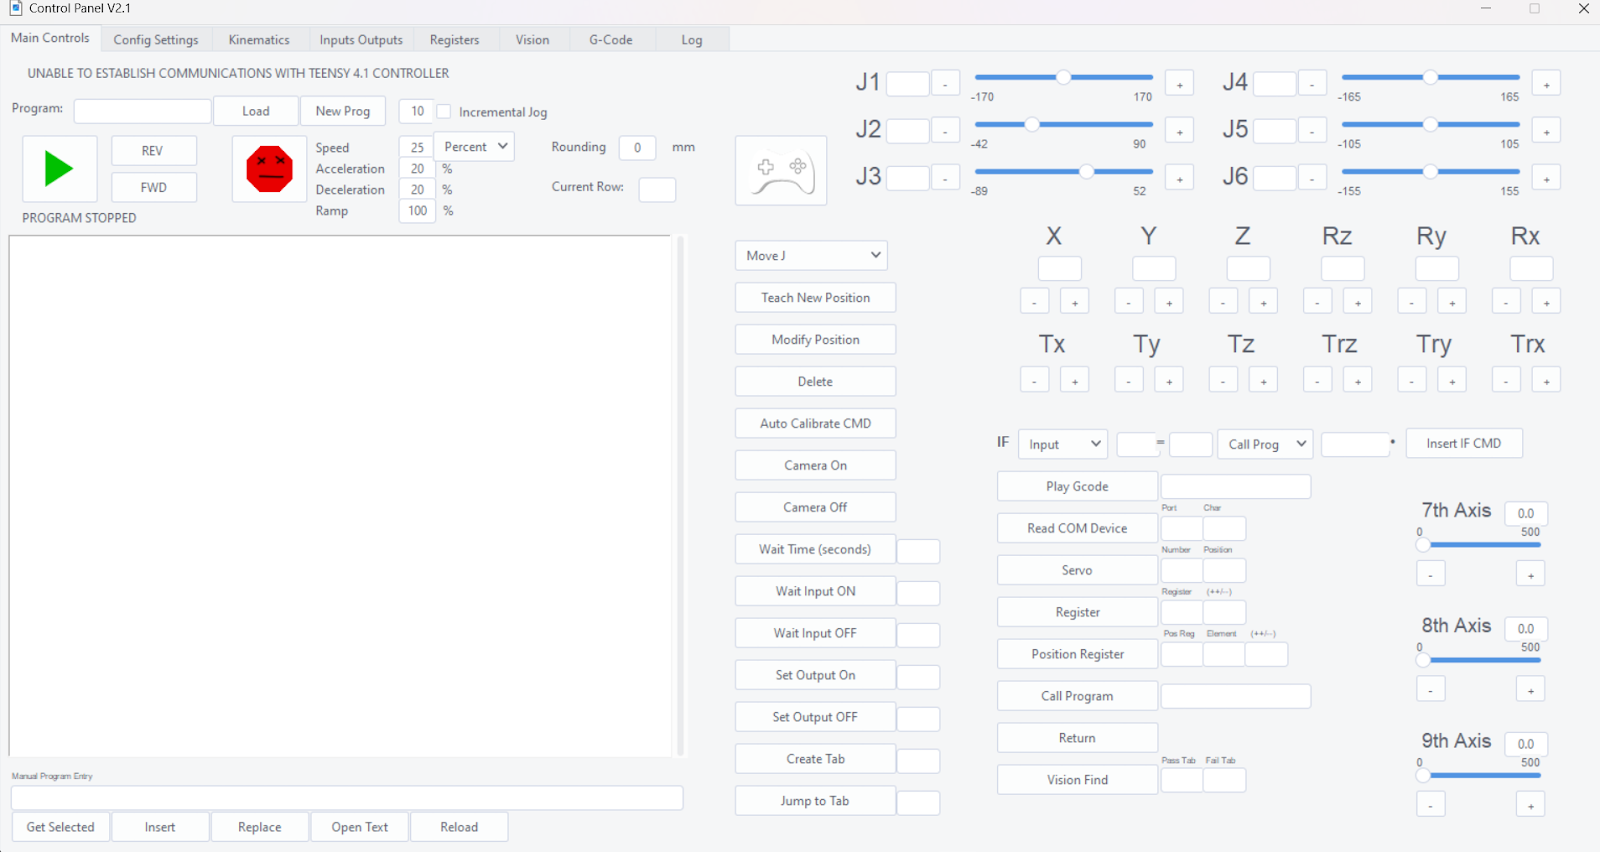 Control Panel V2.1
Main Controls Config Settings Kinematics Inputs Outputs Registers Vision G-Code Log
UNABLE TO ESTABLISH COMMUNICATIONS WITH TEENSY 4.1 CONTROLLER
Program: Load New Prog 10 Incremental Jog
REV
FWD
PROGRAM STOPPED
Speed 25 Percent
Acceleration 20 %
Deceleration 20 %
Ramp 100 %
Rounding 0 mm
Current Row:
J1 - -170 170 +
J2 - -42 90 +
J3 - -89 52 +
J4 - -165 165 +
J5 - -105 105 +
J6 - -155 155 +
X Y Z Rz Ry Rx
- + - + - + - + - + - +
Tx Ty Tz Trz Try Trx
- + - + - + - + - + - +
Move J
Teach New Position
Modify Position
Delete
Auto Calibrate CMD
Camera On
Camera Off
Wait Time (seconds)
Wait Input ON
Wait Input OFF
Set Output On
Set Output OFF
Create Tab
Jump to Tab
IF Input = Call Prog Insert IF CMD
Play Gcode
Port Char
Read COM Device
Number Position
Servo
Register (++/--)
Register
Pos Reg Element (++/--)
Position Register
Call Program
Return
Pass Tab Fail Tab
Vision Find
7th Axis 0.0
0 500
- +
8th Axis 0.0
0 500
- +
9th Axis 0.0
0 500
- +
Manual Program Entry
Get Selected Insert Replace Open Text Reload